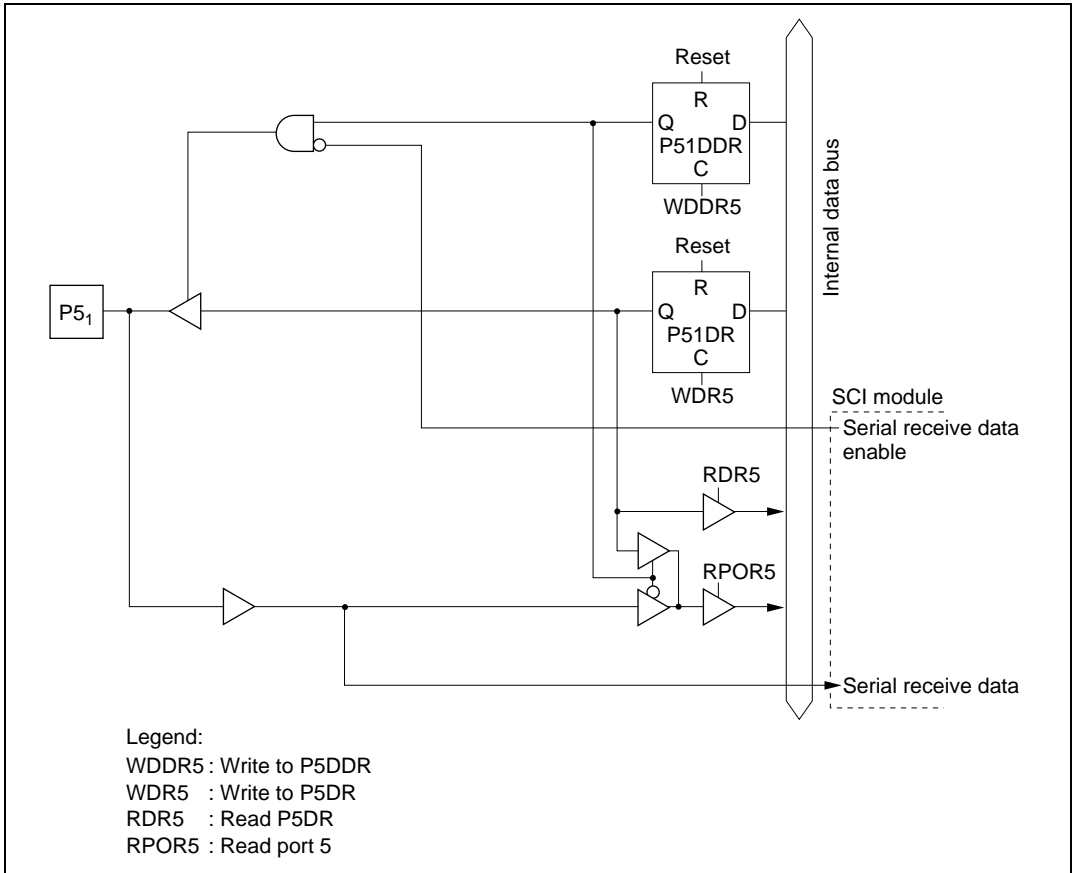 Reset
R
Q D
P51DDR
C
WDDR5
Internal data bus
Reset
R
Q D
P51DR
C
WDR5
P5₁
SCI module
Serial receive data
enable
RDR5
RPOR5
Serial receive data
Legend:
WDDR5 : Write to P5DDR
WDR5 : Write to P5DR
RDR5 : Read P5DR
RPOR5 : Read port 5